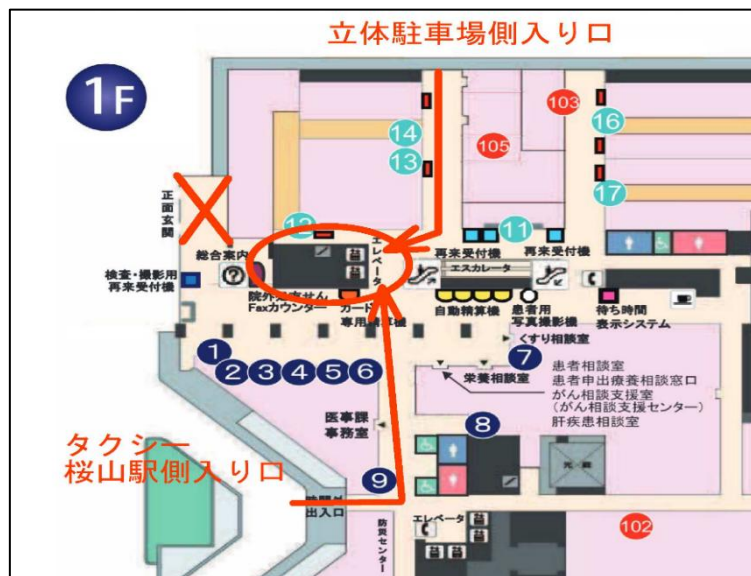 立体駐車場側入り口
1F
103
16
14
105
13
17
正面玄関
12
11
総合案内
エレベータ
再来受付機
再来受付機
エスカレータ
検査・撮影用
再来受付機
Faxカウンター
カード
専用精算機
自動精算機
患者用
写真撮影機
待ち時間
表示システム
くすり相談室
1
2
3
4
5
6
7
栄養相談室
患者相談室
患者申出療養相談窓口
がん相談支援室
(がん相談支援センター)
肝疾患相談室
医事課
事務室
8
タクシー
桜山駅側入り口
9
出入口
防災センター
エレベータ
102